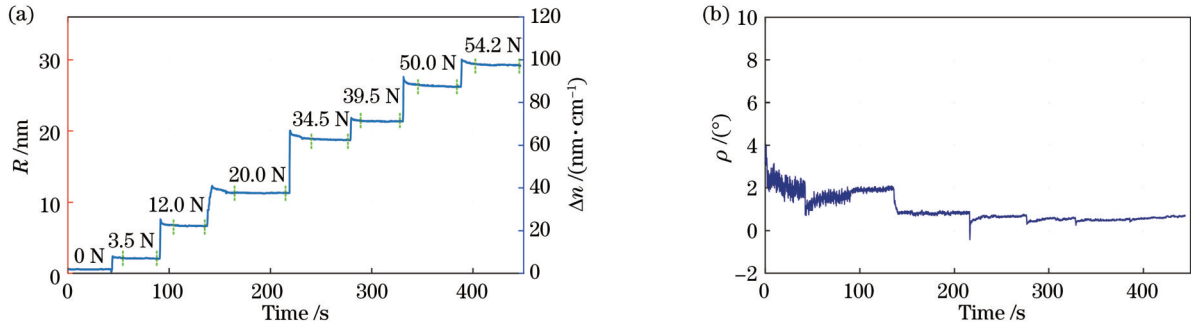 (a)
120
30
20
10
0
R /nm
0 N
3.5 N
12.0 N
20.0 N
34.5 N
39.5 N
50.0 N
54.2 N
100
80
60
40
20
0
Δn /(nm·cm⁻¹)
0 100 200 300 400
Time /s
(b)
10
8
6
4
2
0
−2
ρ /(°)
0 100 200 300 400
Time /s